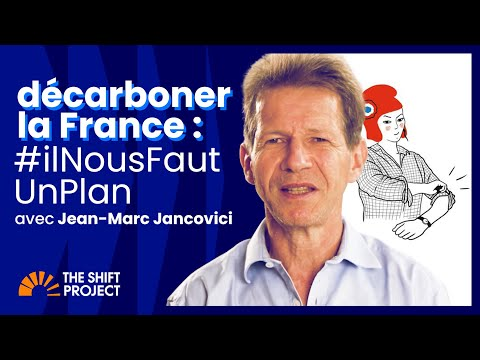 décarboner
la France :
#ilNousFaut
UnPlan
avec Jean-Marc Jancovici
THE SHIFT
PROJECT